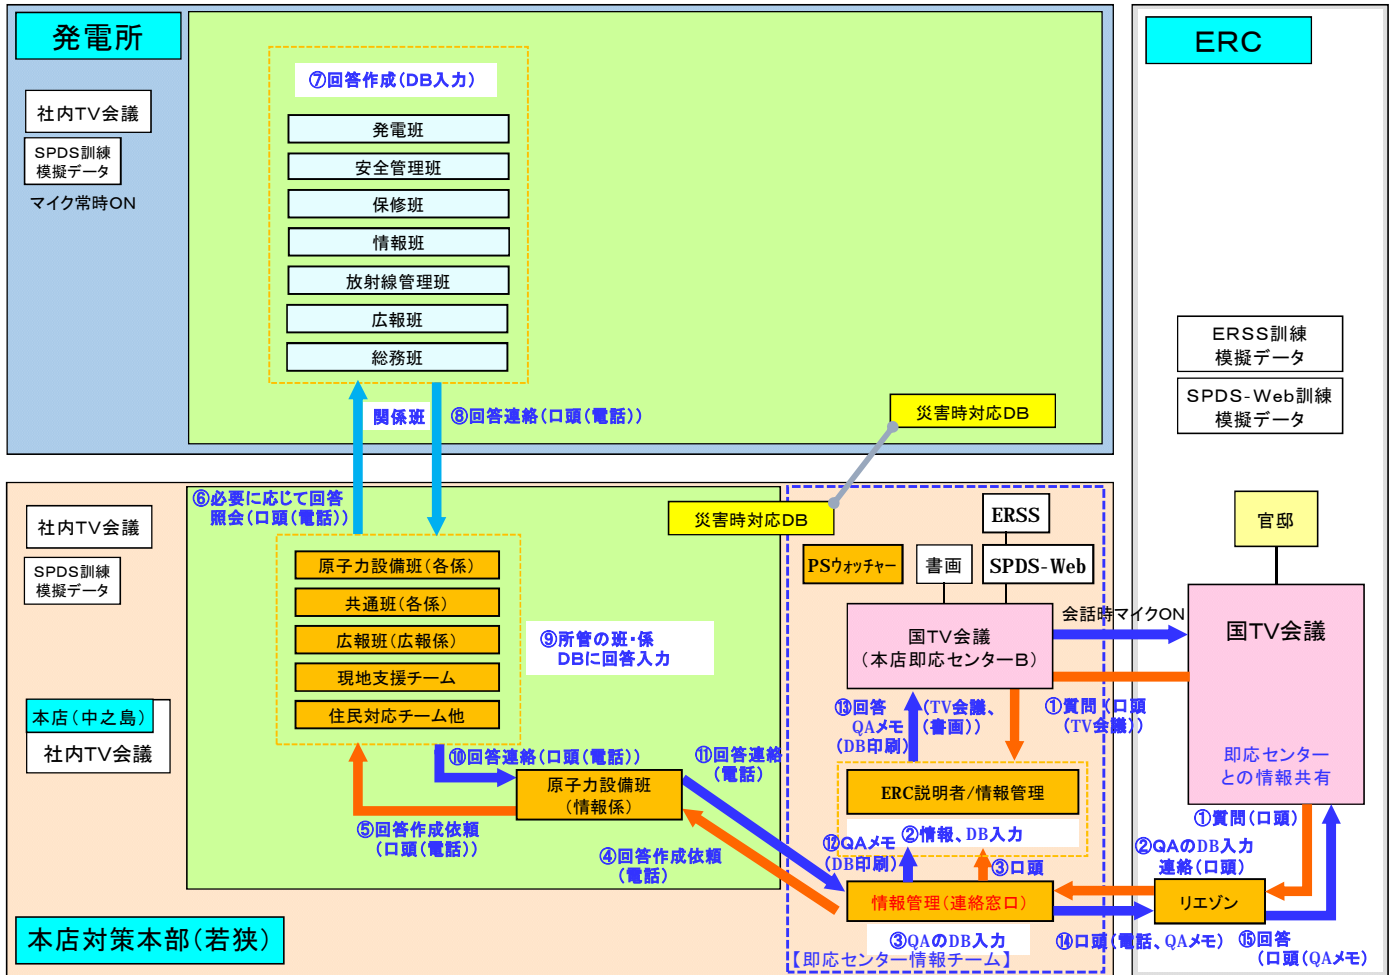 発電所
社内TV会議
SPDS訓練
模擬データ
マイク常時ON
⑦回答作成(DB入力)
発電班
安全管理班
保修班
情報班
放射線管理班
広報班
総務班
関係班
⑧回答連絡(口頭(電話))
災害時対応DB
ERC
ERSS訓練
模擬データ
SPDS-Web訓練
模擬データ
官邸
国TV会議
即応センター
との情報共有
社内TV会議
SPDS訓練
模擬データ
本店(中之島)
社内TV会議
本店対策本部(若狭)
⑥必要に応じて回答
照会(口頭(電話))
原子力設備班(各係)
共通班(各係)
広報班(広報係)
現地支援チーム
住民対応チーム他
⑨所管の班・係
DBに回答入力
⑩回答連絡(口頭(電話))
原子力設備班
(情報係)
⑤回答作成依頼
(口頭(電話))
⑪回答連絡
(電話)
④回答作成依頼
(電話)
災害時対応DB
ERSS
PSウォッチャー
書画
SPDS-Web
国TV会議
(本店即応センターB)
会話時マイクON
①質問(口頭
(TV会議))
⑬回答
QAメモ
(DB印刷)
(TV会議、
(書画))
ERC説明者/情報管理
②情報、DB入力
⑫QAメモ
(DB印刷)
③口頭
情報管理(連絡窓口)
③QAのDB入力
【即応センター情報チーム】
①質問(口頭)
②QAのDB入力
連絡(口頭)
リエゾン
⑭口頭(電話、QAメモ)
⑮回答
(口頭(QAメモ)